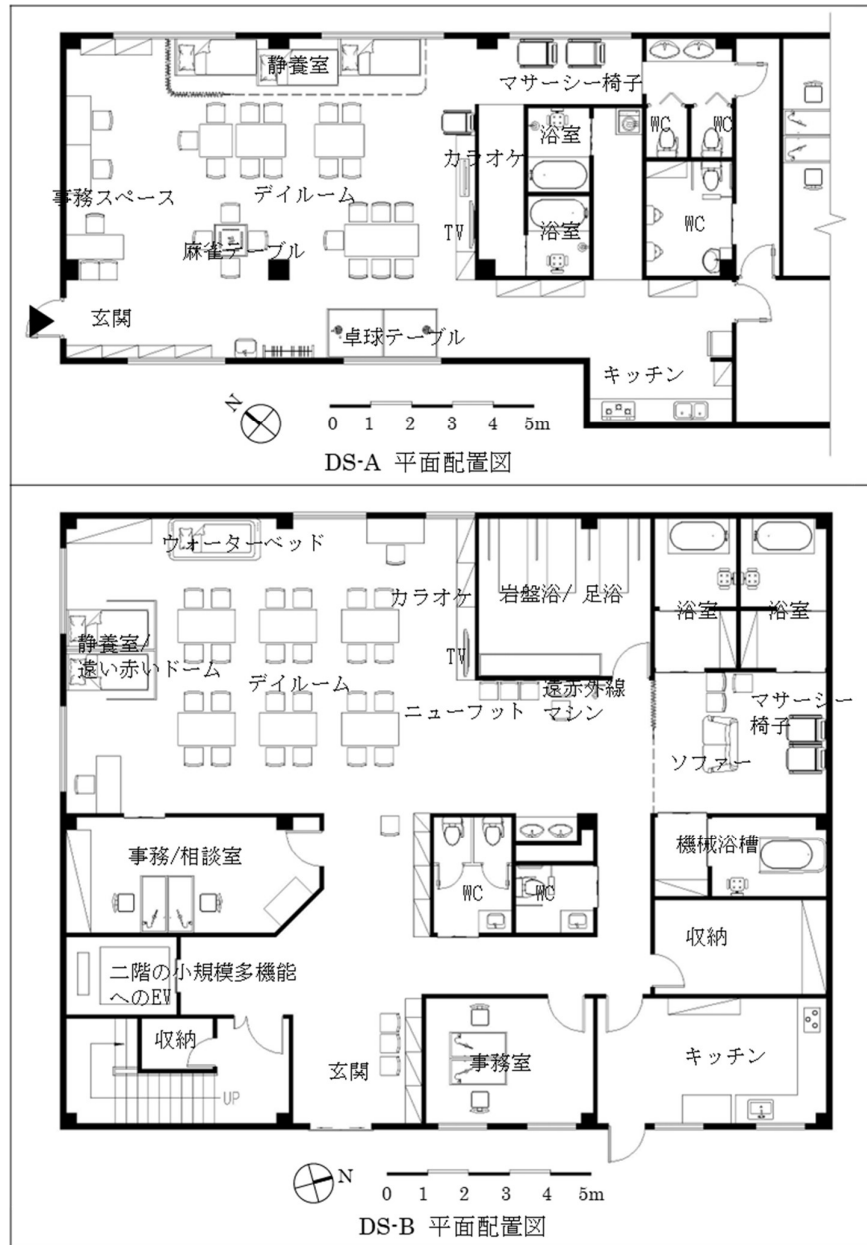 静養室
マサーシー椅子
WC
WC
浴室
カラオケ
事務スペース
デイルーム
WC
TV
浴室
麻雀テーブル
玄関
卓球テーブル
キッチン
N
0 1 2 3 4 5m
DS-A 平面配置図
ウォーターベッド
カラオケ
岩盤浴/ 足浴
浴室
浴室
静養室/
遠い赤いドーム
TV
デイルーム
ニューフット
遠赤外線
マシン
マサーシー
椅子
ソファー
事務/相談室
WC
WC
機械浴槽
収納
二階の小規模多機能
へのEV
収納
玄関
事務室
キッチン
UP
N
0 1 2 3 4 5m
DS-B 平面配置図